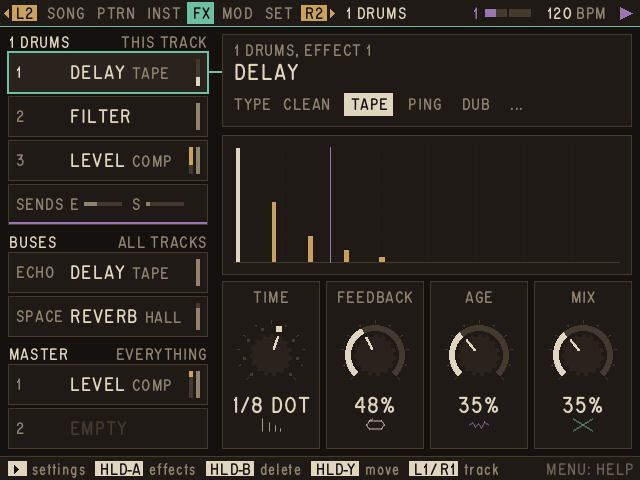 L2 SONG PTRN INST FX MOD SET R2 1 DRUMS 1 120 BPM
1 DRUMS THIS TRACK
1 DELAY TAPE
2 FILTER
3 LEVEL COMP
SENDS E S
BUSES ALL TRACKS
ECHO DELAY TAPE
SPACE REVERB HALL
MASTER EVERYTHING
1 LEVEL COMP
2 EMPTY
1 DRUMS, EFFECT 1
DELAY
TYPE CLEAN TAPE PING DUB ...
TIME FEEDBACK AGE MIX
1/8 DOT 48% 35% 35%
settings HLD-A effects HLD-B delete HLD-Y move L1/R1 track MENU: HELP